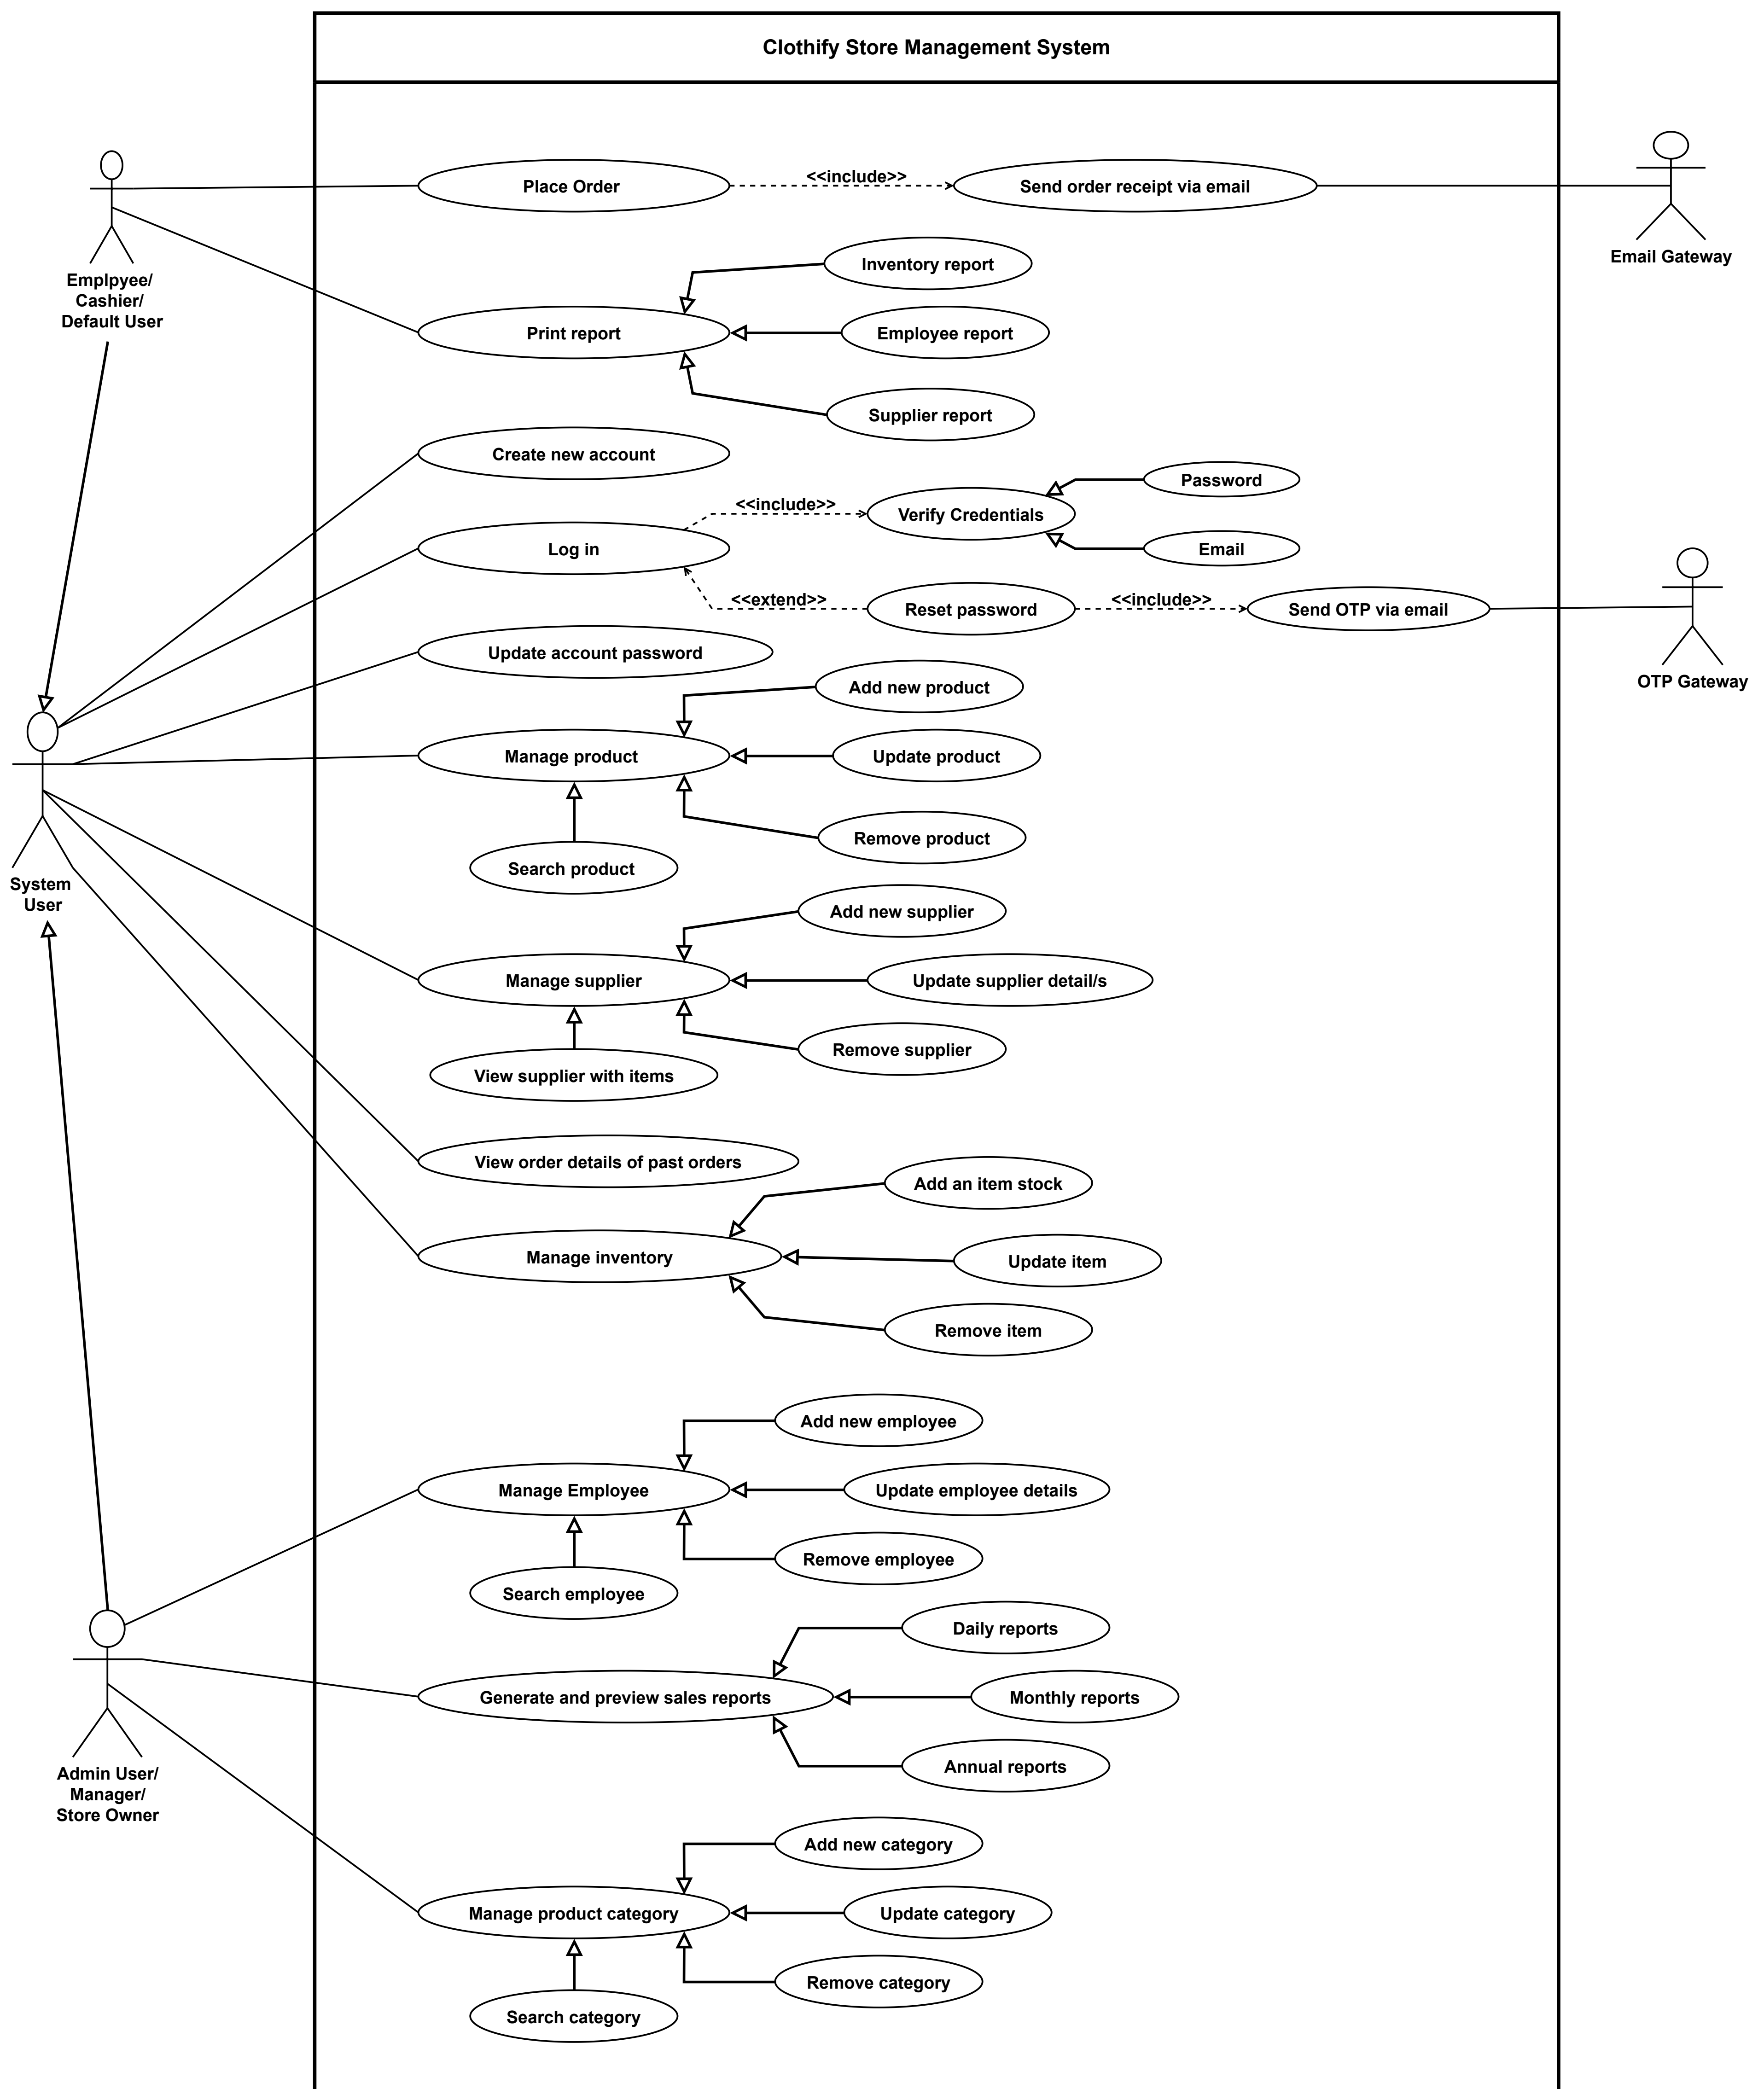 Clothify Store Management System
Place Order
<<include>>
Send order receipt via email
Email Gateway
Emplpyee/
Cashier/
Default User
Inventory report
Print report
Employee report
Supplier report
Create new account
Password
<<include>>
Verify Credentials
Log in
Email
<<extend>>
Reset password
<<include>>
Send OTP via email
OTP Gateway
Update account password
Add new product
Manage product
Update product
Remove product
Search product
System
User
Add new supplier
Manage supplier
Update supplier detail/s
Remove supplier
View supplier with items
View order details of past orders
Add an item stock
Manage inventory
Update item
Remove item
Add new employee
Manage Employee
Update employee details
Remove employee
Search employee
Daily reports
Generate and preview sales reports
Monthly reports
Annual reports
Admin User/
Manager/
Store Owner
Add new category
Manage product category
Update category
Remove category
Search category